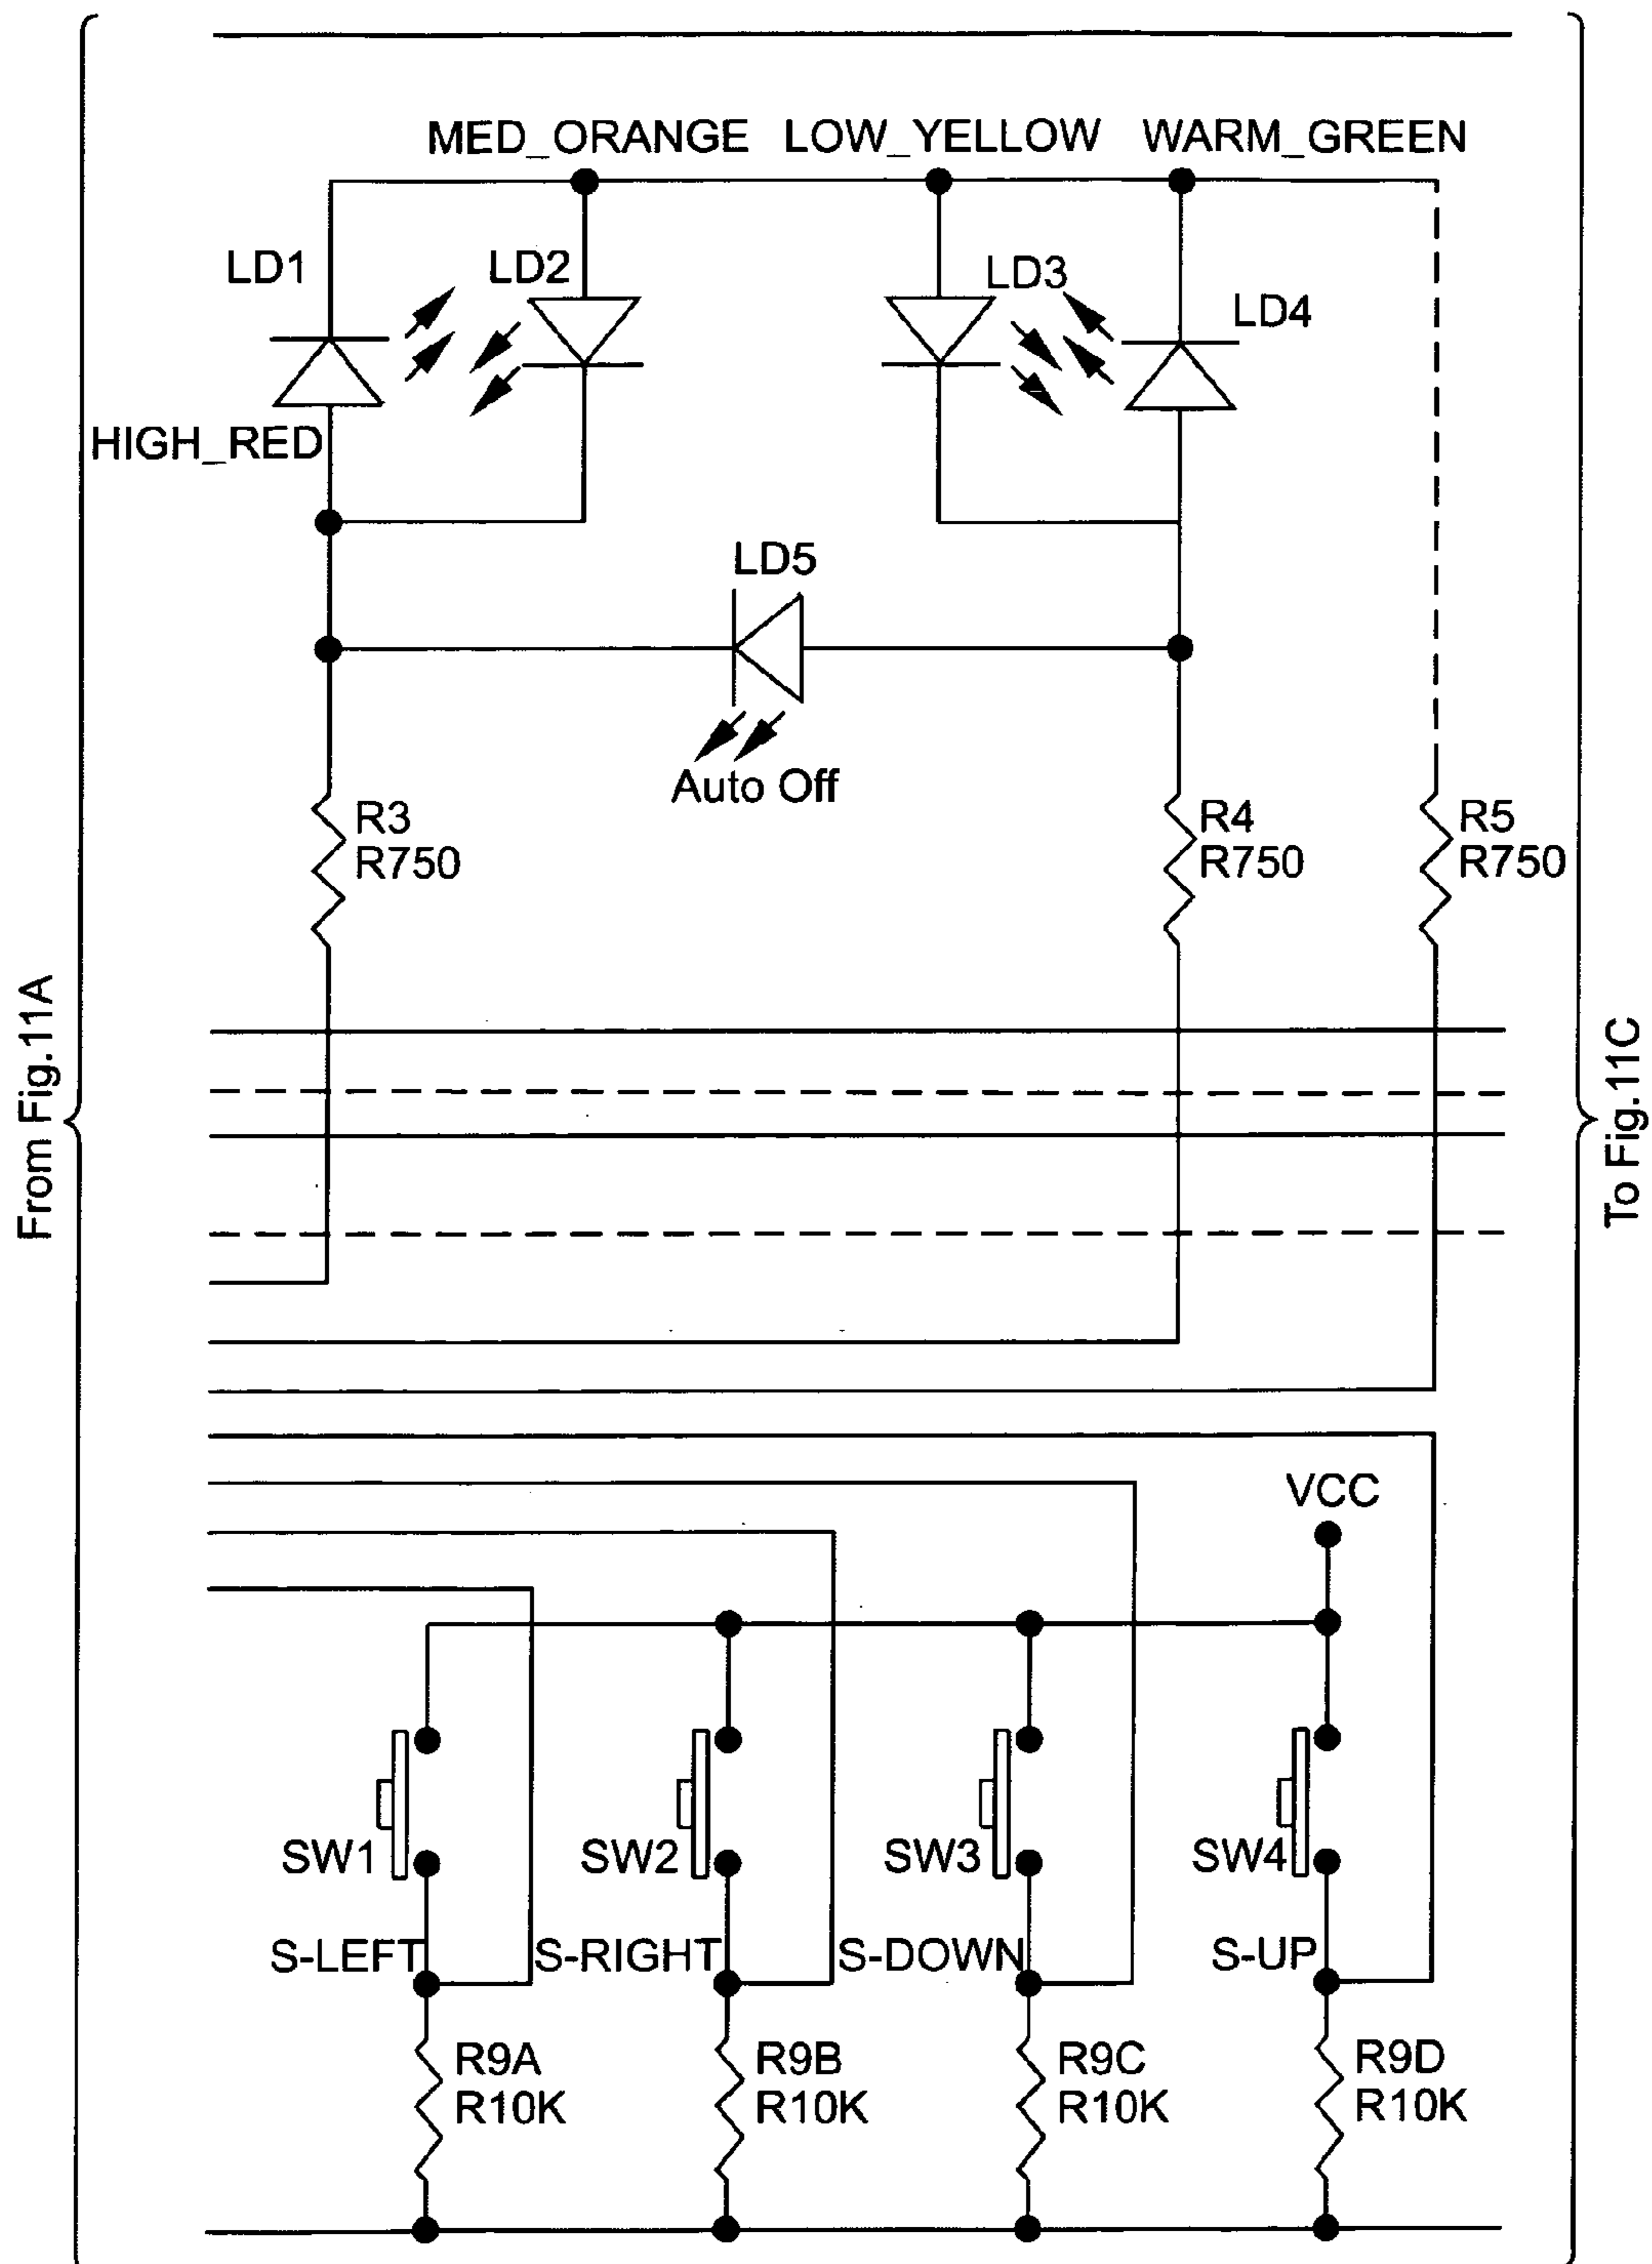 MED_ORANGE LOW_YELLOW WARM_GREEN
LD1
LD2
LD3
LD4
HIGH_RED
LD5
Auto Off
R3
R750
R4
R750
R5
R750
From Fig.11A
To Fig.11C
VCC
SW1
SW2
SW3
SW4
S-LEFT
S-RIGHT
S-DOWN
S-UP
R9A
R10K
R9B
R10K
R9C
R10K
R9D
R10K